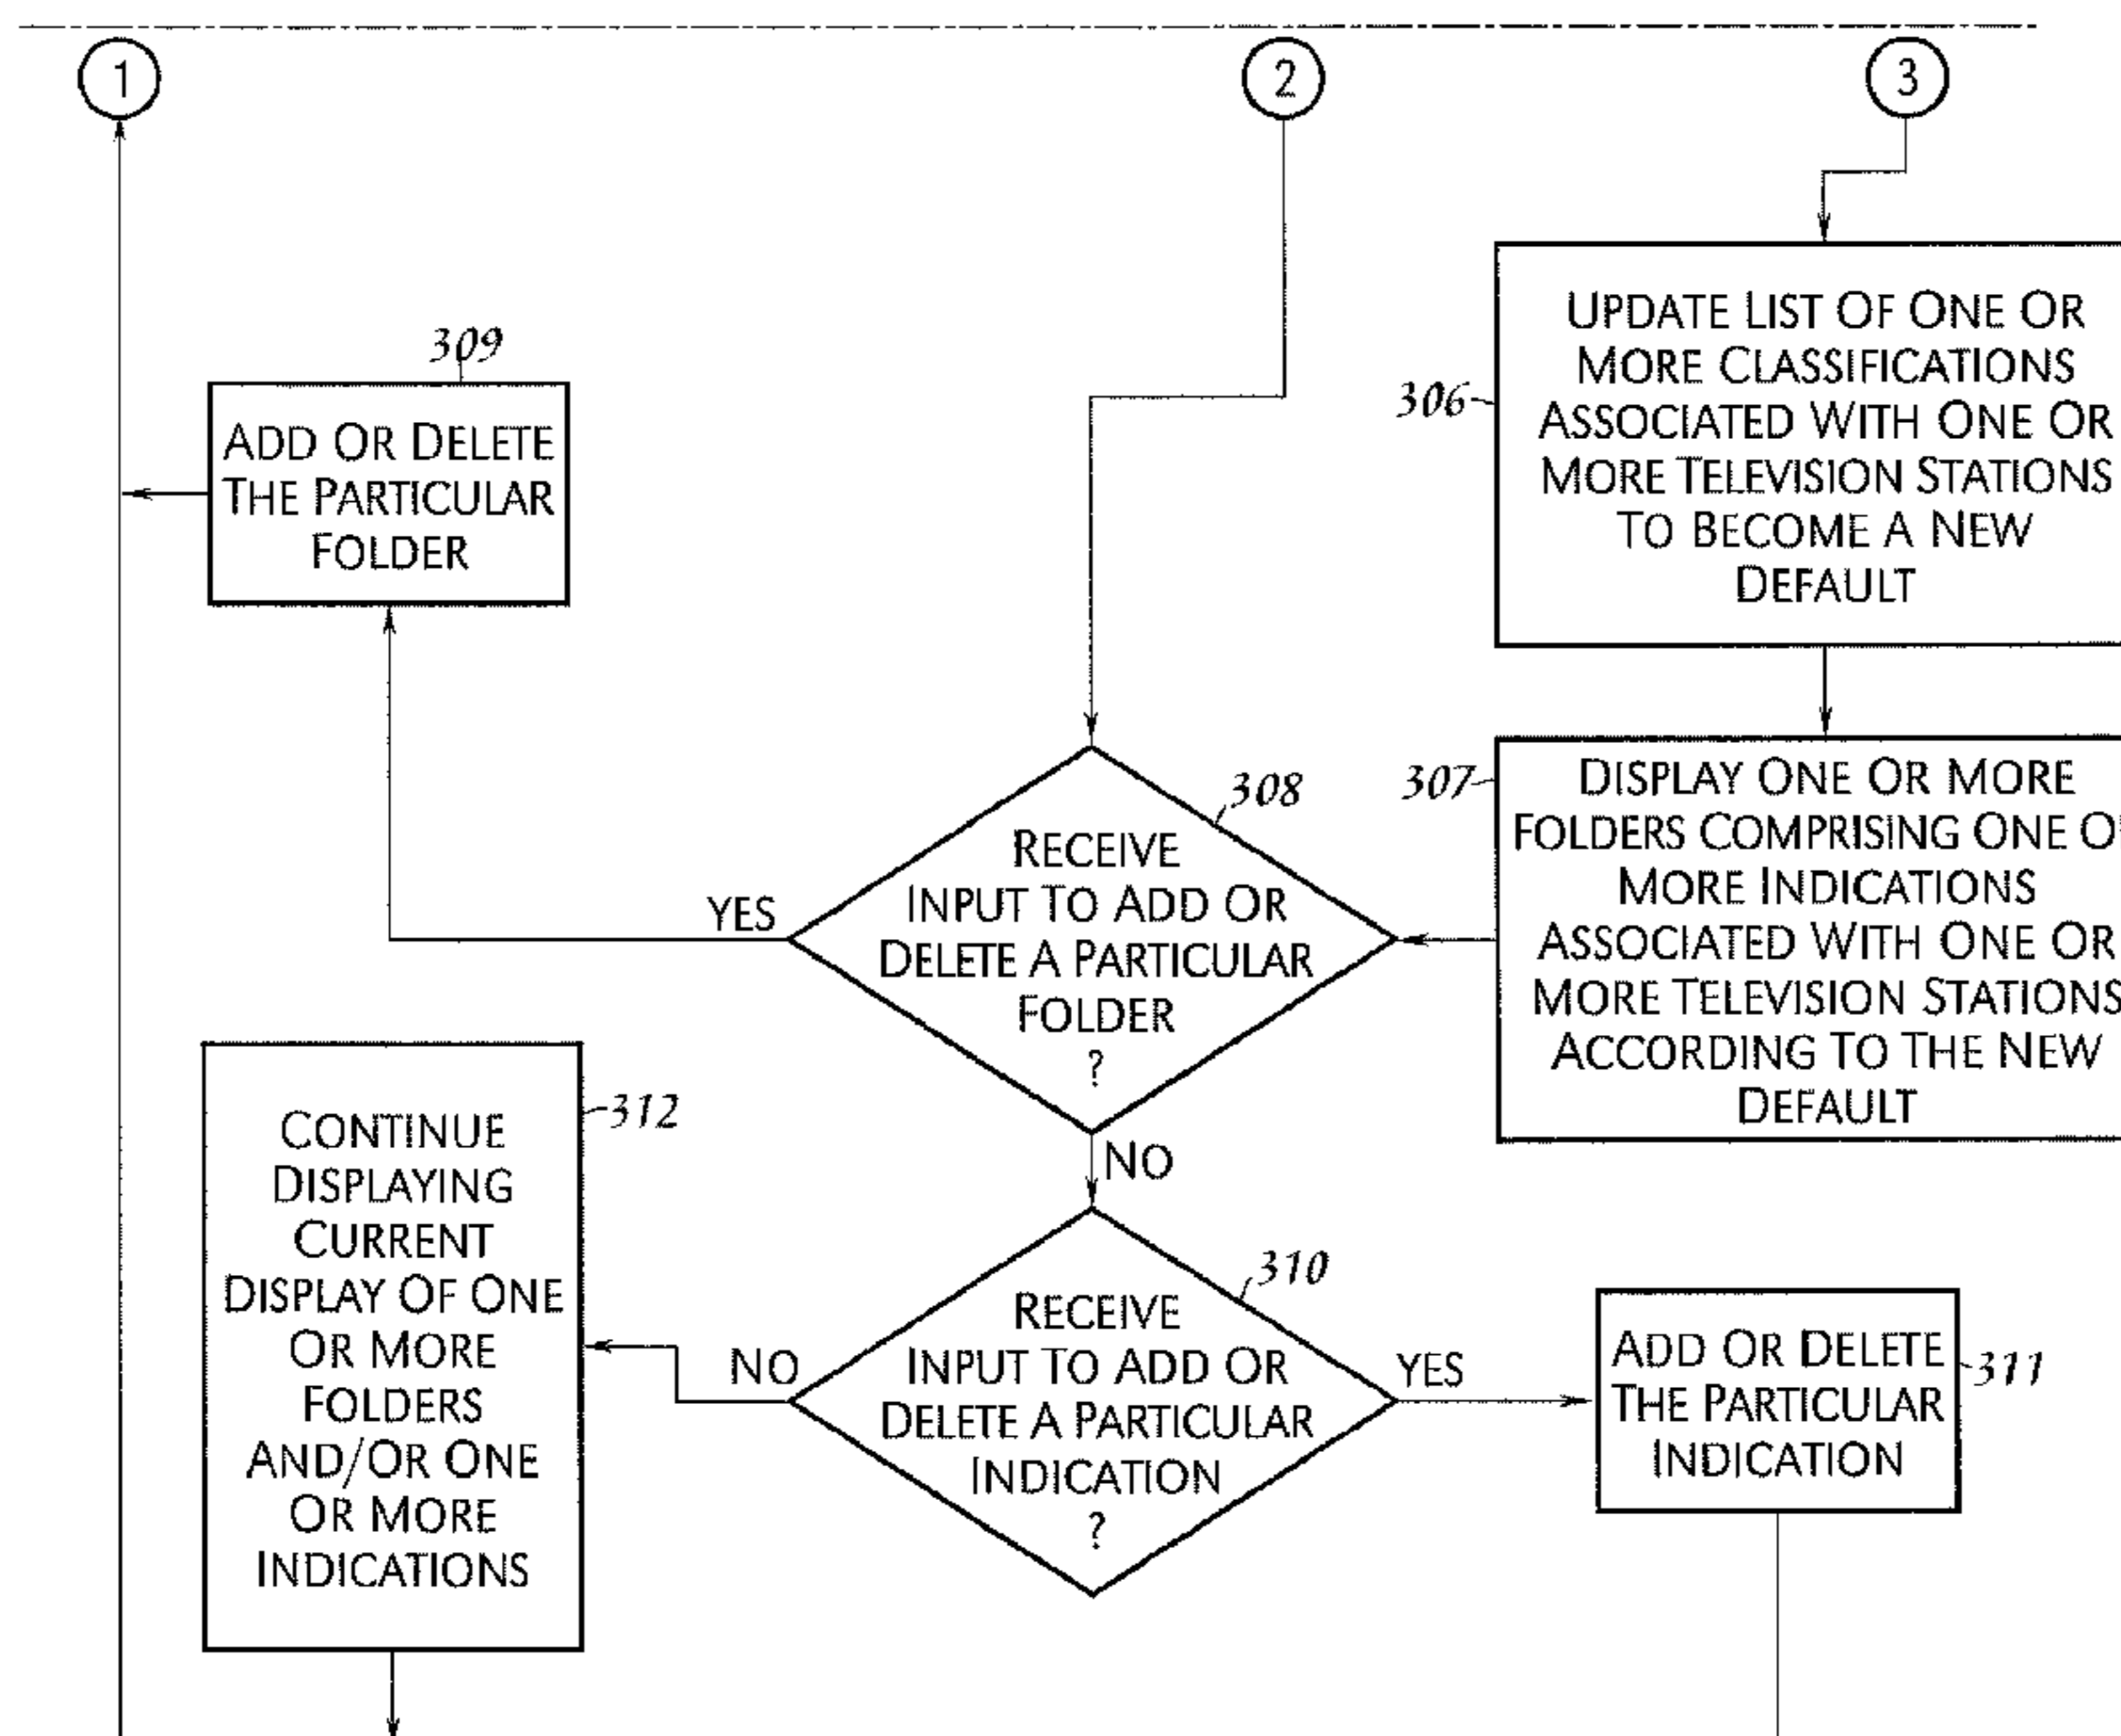 1
2
3
309
ADD OR DELETE
THE PARTICULAR
FOLDER
306
UPDATE LIST OF ONE OR
MORE CLASSIFICATIONS
ASSOCIATED WITH ONE OR
MORE TELEVISION STATIONS
TO BECOME A NEW
DEFAULT
308
RECEIVE
INPUT TO ADD OR
DELETE A PARTICULAR
FOLDER
?
YES
NO
307
DISPLAY ONE OR MORE
FOLDERS COMPRISING ONE OR
MORE INDICATIONS
ASSOCIATED WITH ONE OR
MORE TELEVISION STATIONS
ACCORDING TO THE NEW
DEFAULT
312
CONTINUE
DISPLAYING
CURRENT
DISPLAY OF ONE
OR MORE
FOLDERS
AND/OR ONE
OR MORE
INDICATIONS
310
RECEIVE
INPUT TO ADD OR
DELETE A PARTICULAR
INDICATION
?
NO
YES
ADD OR DELETE
THE PARTICULAR
INDICATION
311